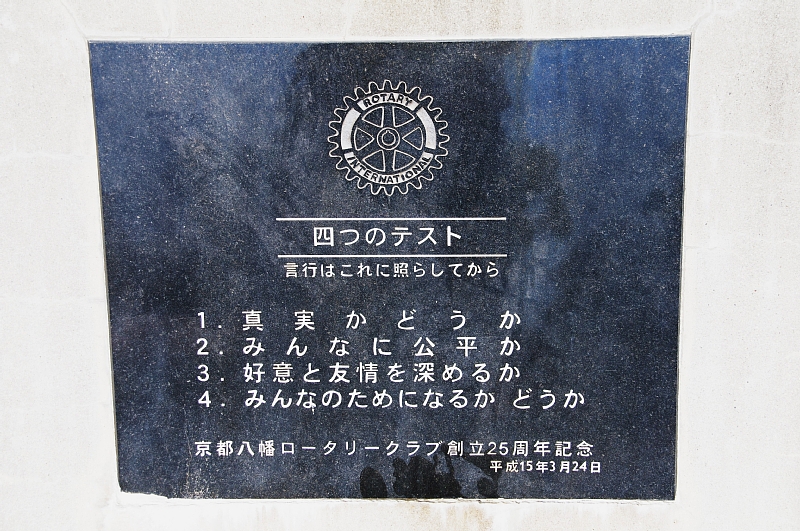 ROTARY
INTERNATIONAL
四つのテスト
言行はこれに照らしてから
1. 真実かどうか
2. みんなに公平か
3. 好意と友情を深めるか
4. みんなのためになるか どうか
京都八幡ロータリークラブ創立25周年記念
平成15年3月24日